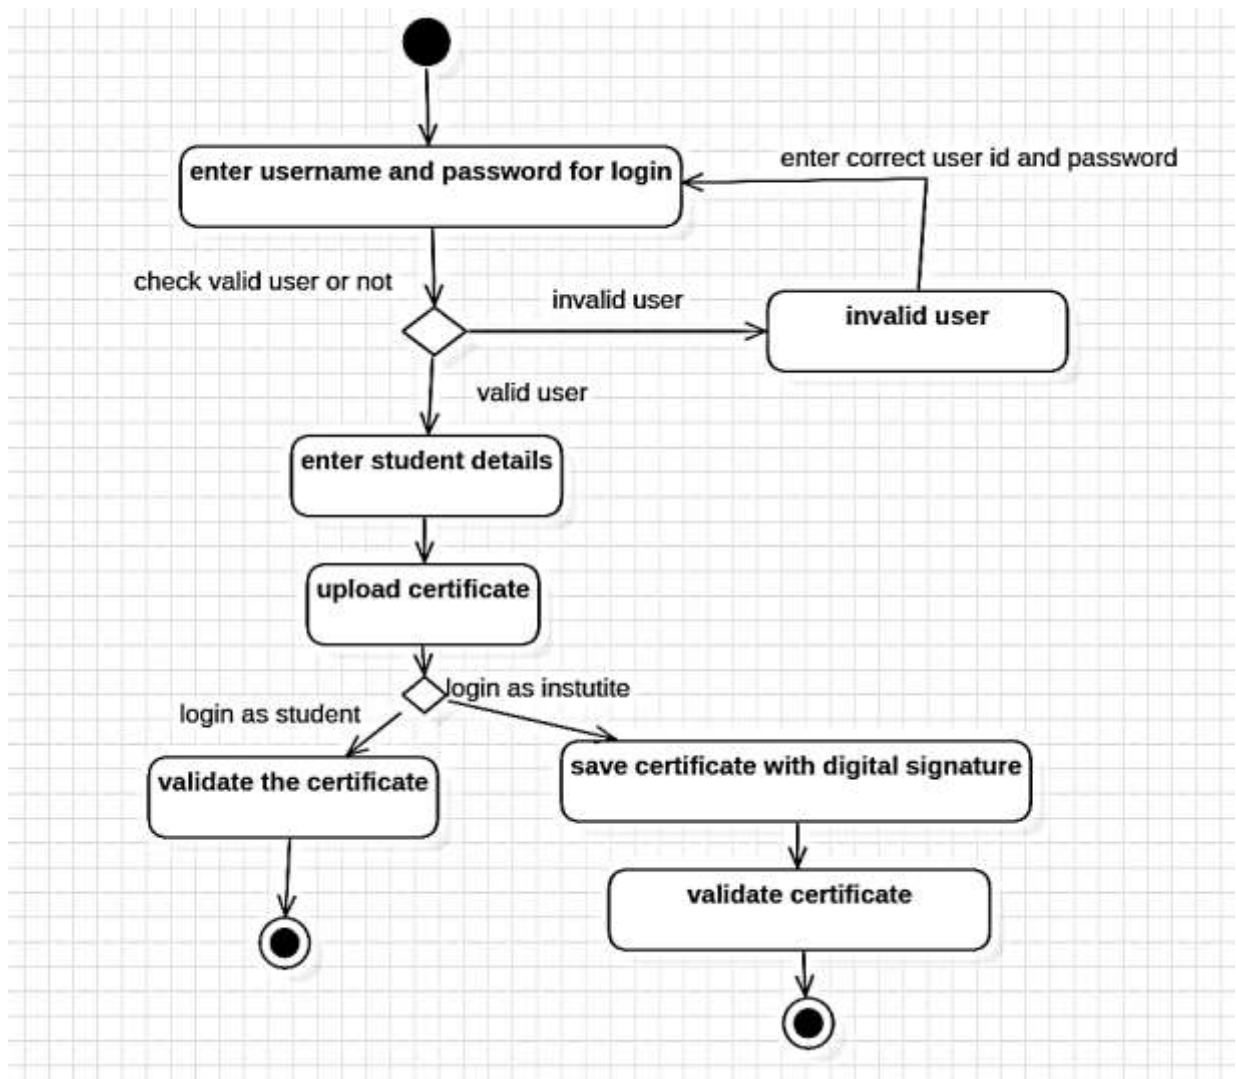 enter username and password for login
enter correct user id and password
check valid user or not
invalid user
invalid user
valid user
enter student details
upload certificate
login as instutite
login as student
validate the certificate
save certificate with digital signature
validate certificate